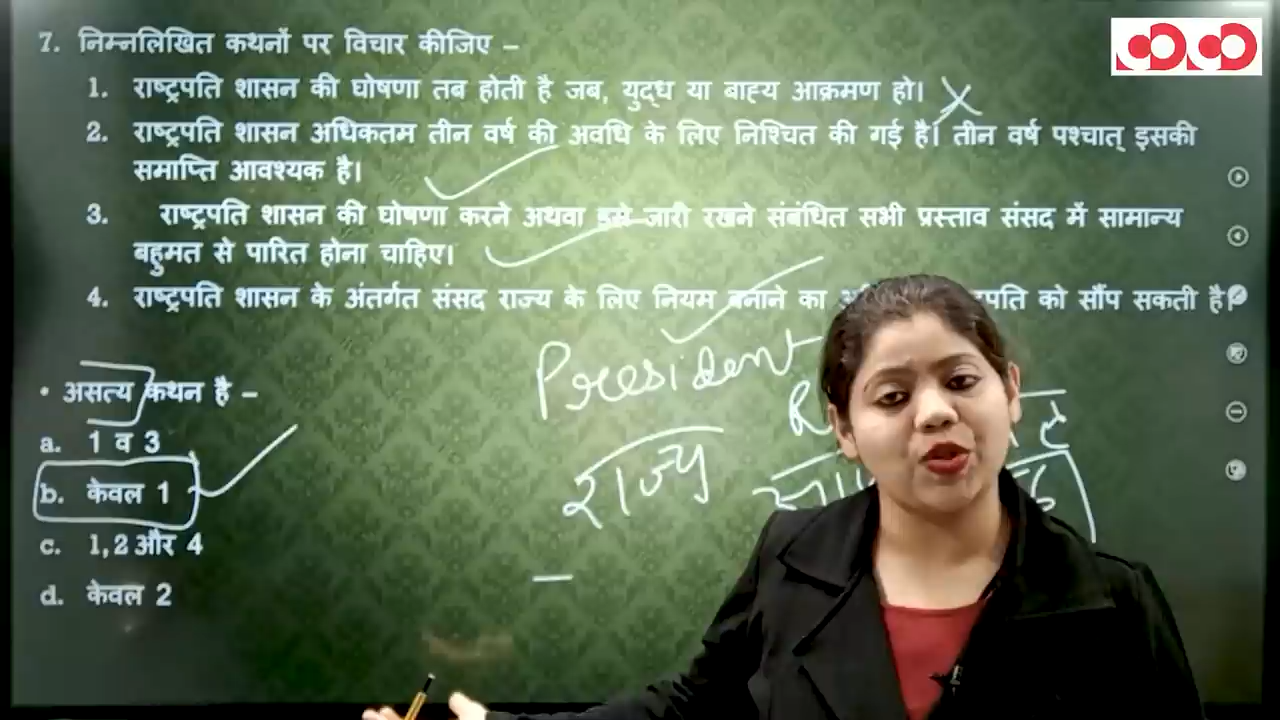 7. निम्नलिखित कथनों पर विचार कीजिए –
1. राष्ट्रपति शासन की घोषणा तब होती है जब, युद्ध या बाह्य आक्रमण हो।
2. राष्ट्रपति शासन अधिकतम तीन वर्ष की अवधि के लिए निश्चित की गई है। तीन वर्ष पश्चात् इसकी
समाप्ति आवश्यक है।
3. राष्ट्रपति शासन की घोषणा करने अथवा इसे जारी रखने संबंधित सभी प्रस्ताव संसद में सामान्य
बहुमत से पारित होना चाहिए।
4. राष्ट्रपति शासन के अंतर्गत संसद राज्य के लिए नियम बनाने का को सौंप सकती है।
President
राज्य
• असत्य कथन है –
a. 1 व 3
b. केवल 1
c. 1,2 और 4
d. केवल 2